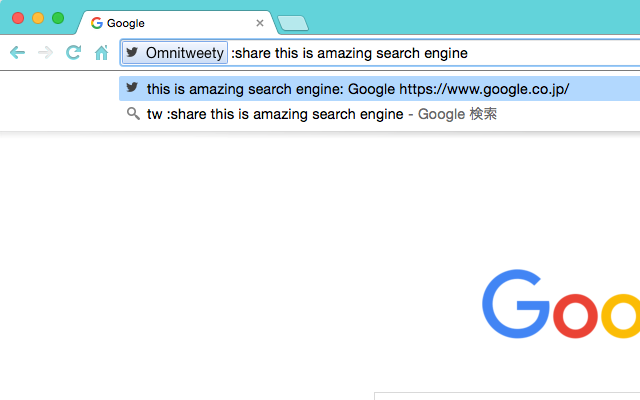 Google
Omnitweety :share this is amazing search engine
this is amazing search engine: Google https://www.google.co.jp/
tw :share this is amazing search engine - Google 検索
Goo